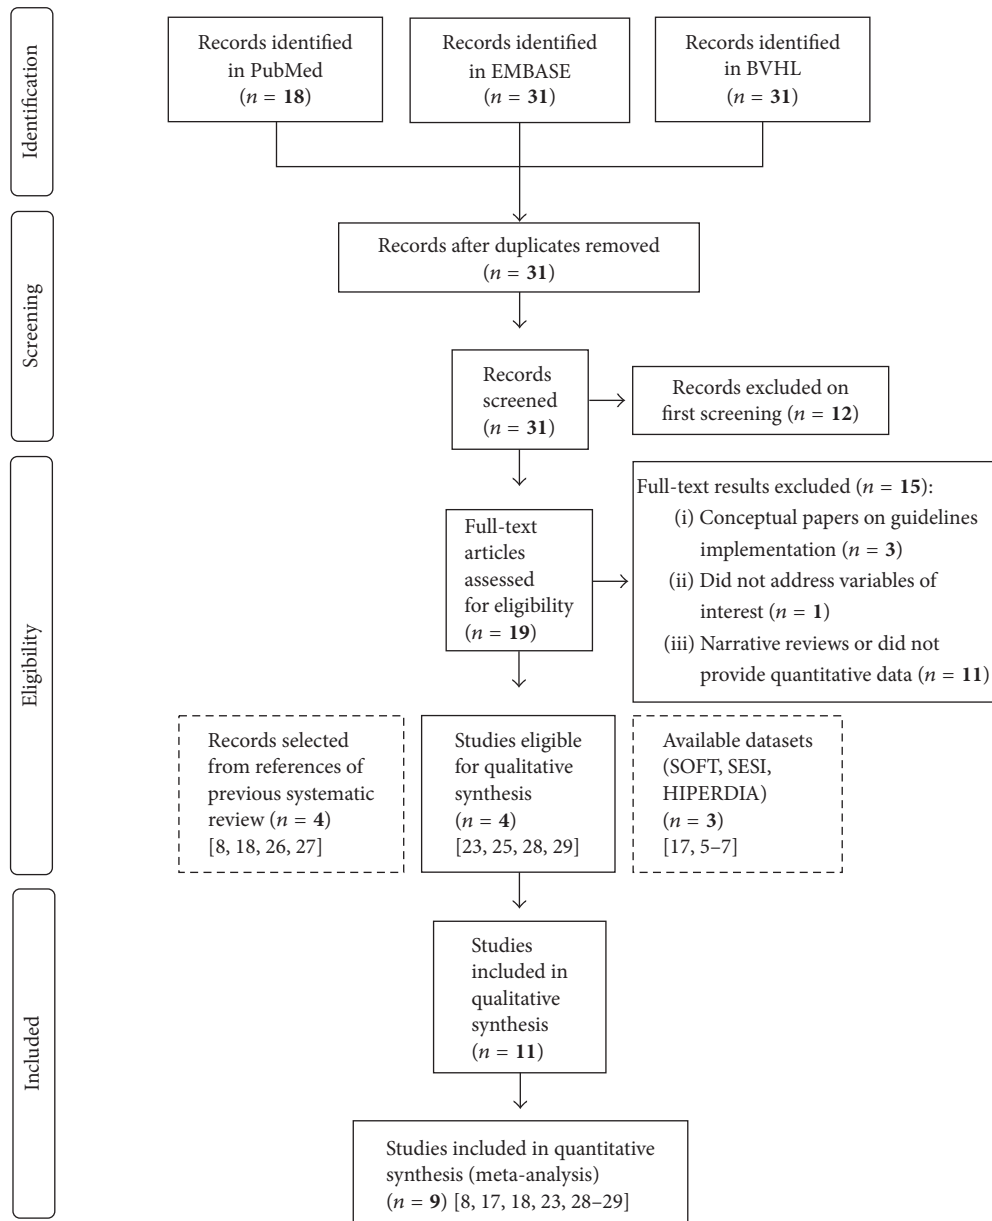 Identification
Records identified
in PubMed
(n = 18)
Records identified
in EMBASE
(n = 31)
Records identified
in BVHL
(n = 31)
Screening
Records after duplicates removed
(n = 31)
Records
screened
(n = 31)
Records excluded on
first screening (n = 12)
Eligibility
Full-text
articles
assessed
for eligibility
(n = 19)
Full-text results excluded (n = 15):
(i) Conceptual papers on guidelines
implementation (n = 3)
(ii) Did not address variables of
interest (n = 1)
(iii) Narrative reviews or did not
provide quantitative data (n = 11)
Records selected
from references of
previous systematic
review (n = 4)
[8, 18, 26, 27]
Studies eligible
for qualitative
synthesis
(n = 4)
[23, 25, 28, 29]
Available datasets
(SOFT, SESI,
HIPERDIA)
(n = 3)
[17, 5–7]
Included
Studies
included in
qualitative
synthesis
(n = 11)
Studies included in quantitative
synthesis (meta-analysis)
(n = 9) [8, 17, 18, 23, 28–29]